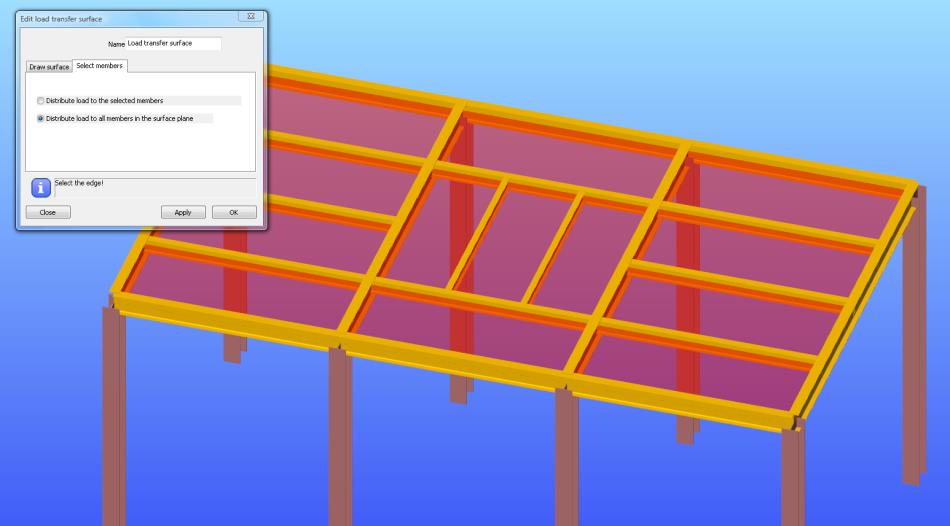 Edit load transfer surface
Name Load transfer surface
Draw surface Select members
Distribute load to the selected members
Distribute load to all members in the surface plane
Select the edge!
Close Apply OK